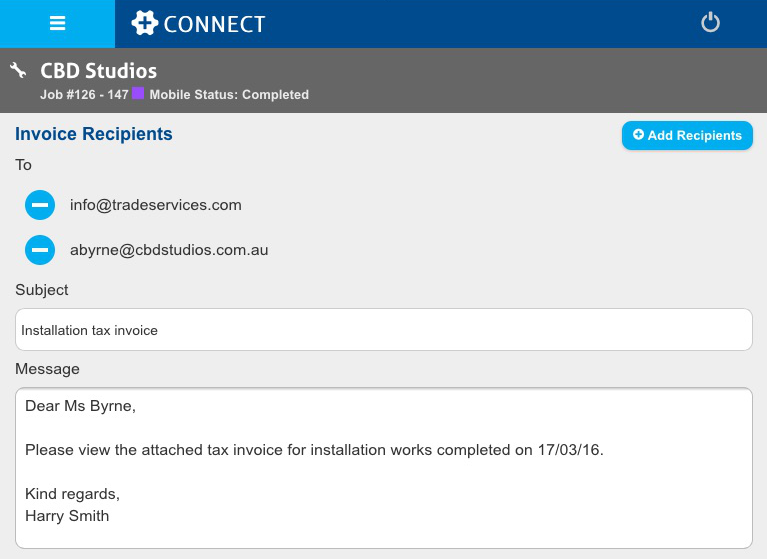 CONNECT
CBD Studios
Job #126 - 147 Mobile Status: Completed
Invoice Recipients
Add Recipients
To
info@tradeservices.com
abyrne@cbdstudios.com.au
Subject
Installation tax invoice
Message
Dear Ms Byrne,
Please view the attached tax invoice for installation works completed on 17/03/16.
Kind regards,
Harry Smith